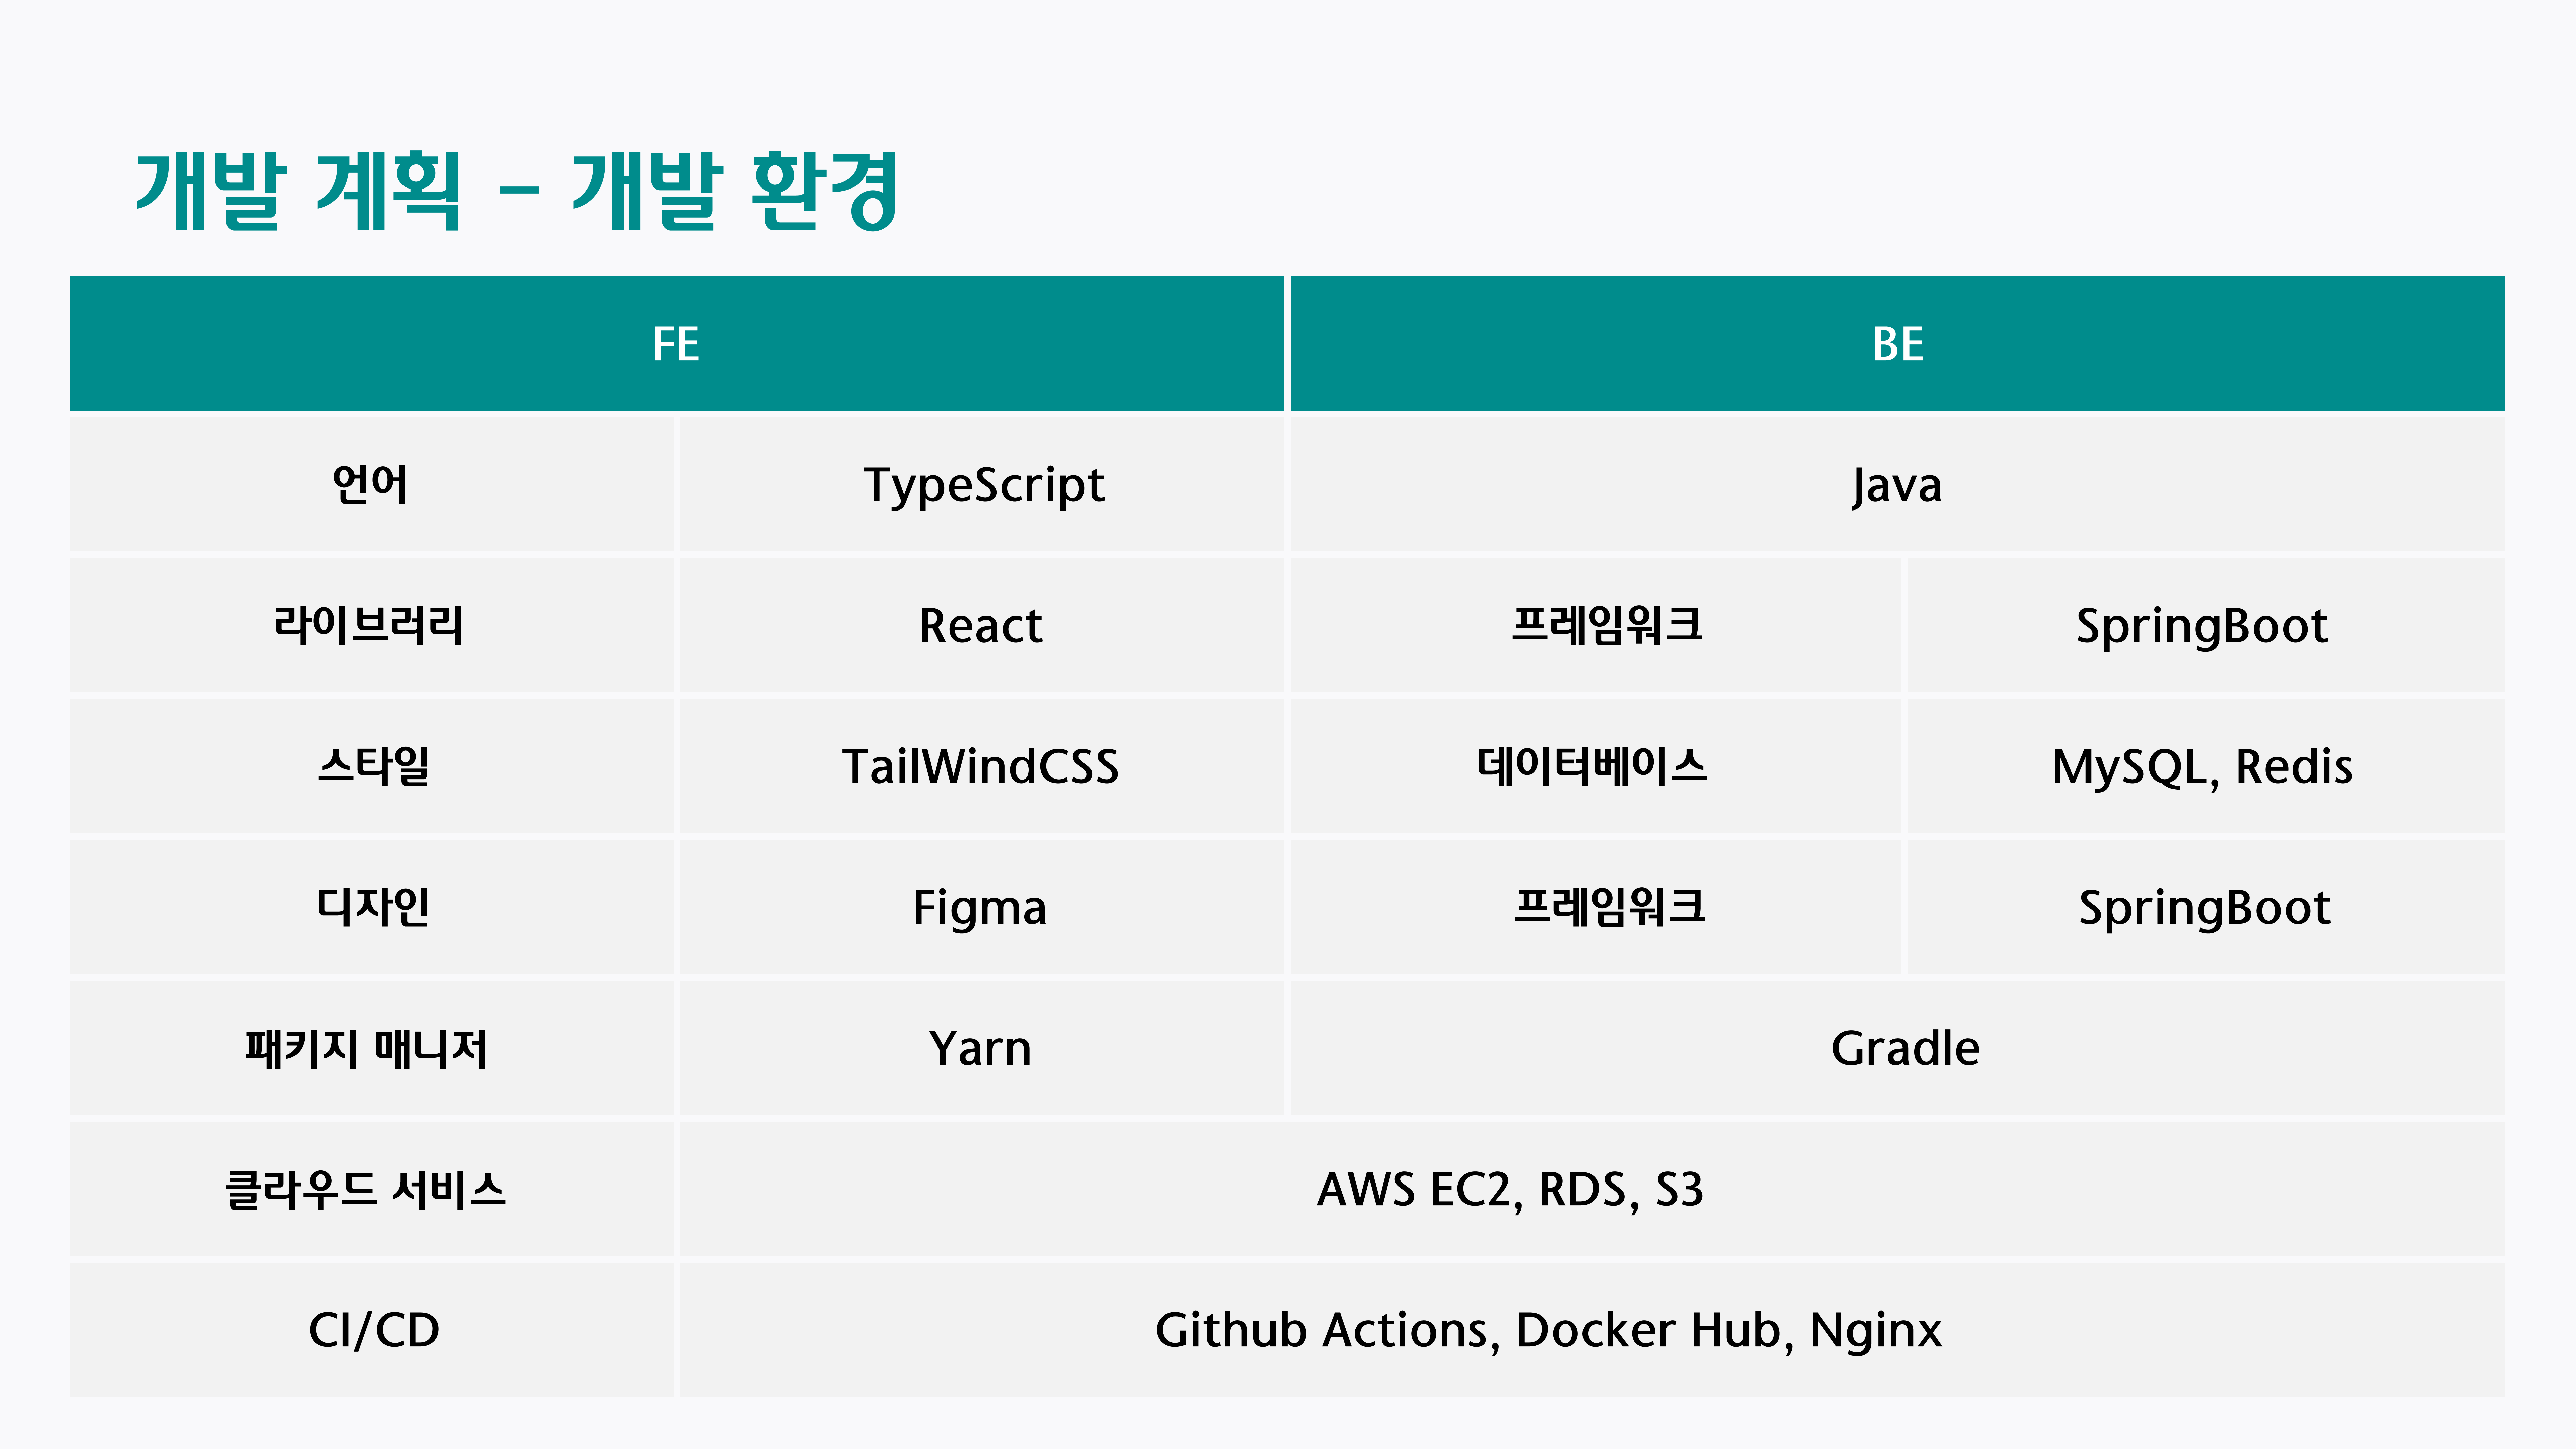 개발 계획 - 개발 환경
FE BE
언어 TypeScript Java
라이브러리 React 프레임워크 SpringBoot
스타일 TailWindCSS 데이터베이스 MySQL, Redis
디자인 Figma 프레임워크 SpringBoot
패키지 매니저 Yarn Gradle
클라우드 서비스 AWS EC2, RDS, S3
CI/CD Github Actions, Docker Hub, Nginx